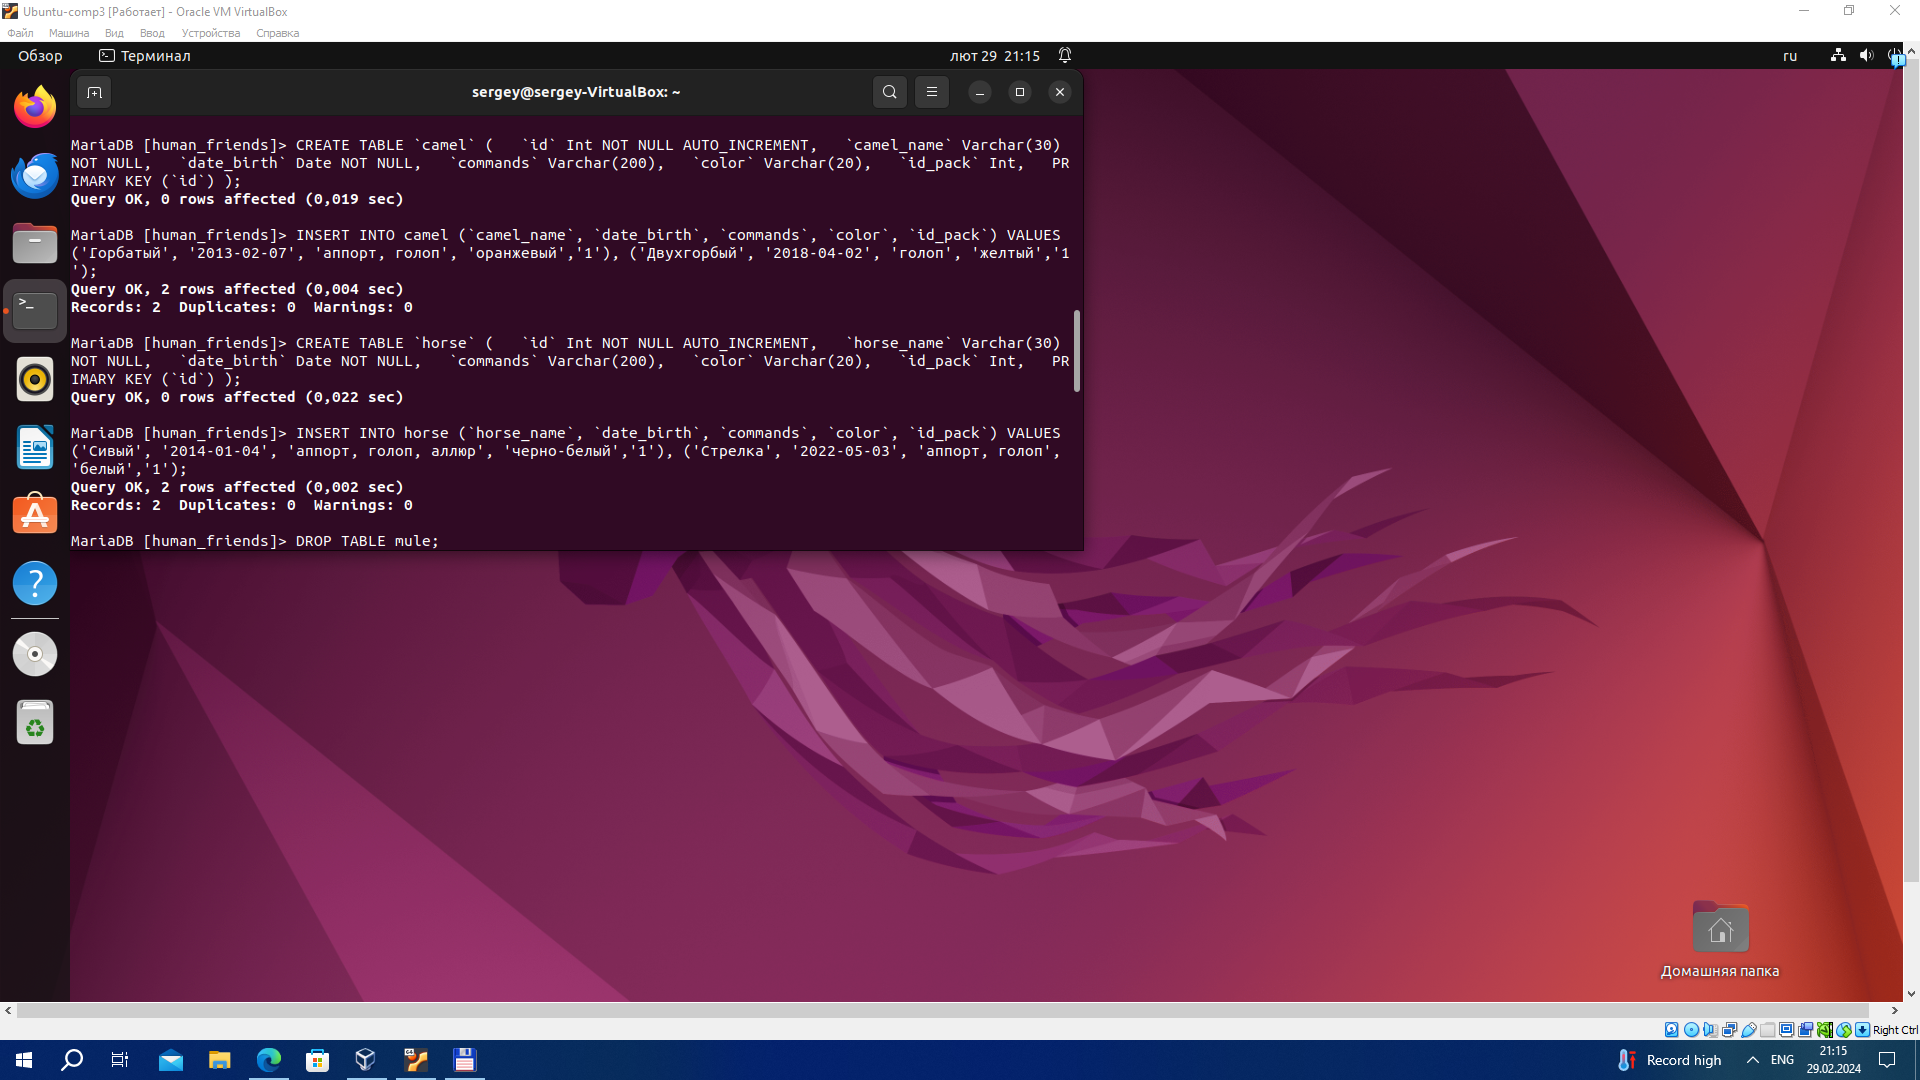 Ubuntu-comp3 [Работает] - Oracle VM VirtualBox
Файл Машина Вид Ввод Устройства Справка
Обзор Терминал лют 29 21:15 ru
sergey@sergey-VirtualBox: ~
MariaDB [human_friends]> CREATE TABLE `camel` (   `id` Int NOT NULL AUTO_INCREMENT,   `camel_name` Varchar(30)
NOT NULL,   `date_birth` Date NOT NULL,   `commands` Varchar(200),   `color` Varchar(20),   `id_pack` Int,   PR
IMARY KEY (`id`) );
Query OK, 0 rows affected (0,019 sec)
MariaDB [human_friends]> INSERT INTO camel (`camel_name`, `date_birth`, `commands`, `color`, `id_pack`) VALUES
('Горбатый', '2013-02-07', 'аппорт, голоп', 'оранжевый','1'), ('Двухгорбый', '2018-04-02', 'голоп', 'желтый','1
');
Query OK, 2 rows affected (0,004 sec)
Records: 2  Duplicates: 0  Warnings: 0
MariaDB [human_friends]> CREATE TABLE `horse` (   `id` Int NOT NULL AUTO_INCREMENT,   `horse_name` Varchar(30)
NOT NULL,   `date_birth` Date NOT NULL,   `commands` Varchar(200),   `color` Varchar(20),   `id_pack` Int,   PR
IMARY KEY (`id`) );
Query OK, 0 rows affected (0,022 sec)
MariaDB [human_friends]> INSERT INTO horse (`horse_name`, `date_birth`, `commands`, `color`, `id_pack`) VALUES
('Сивый', '2014-01-04', 'аппорт, голоп, аллюр', 'черно-белый','1'), ('Стрелка', '2022-05-03', 'аппорт, голоп',
'белый','1');
Query OK, 2 rows affected (0,002 sec)
Records: 2  Duplicates: 0  Warnings: 0
MariaDB [human_friends]> DROP TABLE mule;
Домашняя папка
Right Ctrl
Record high ENG 21:15
29.02.2024